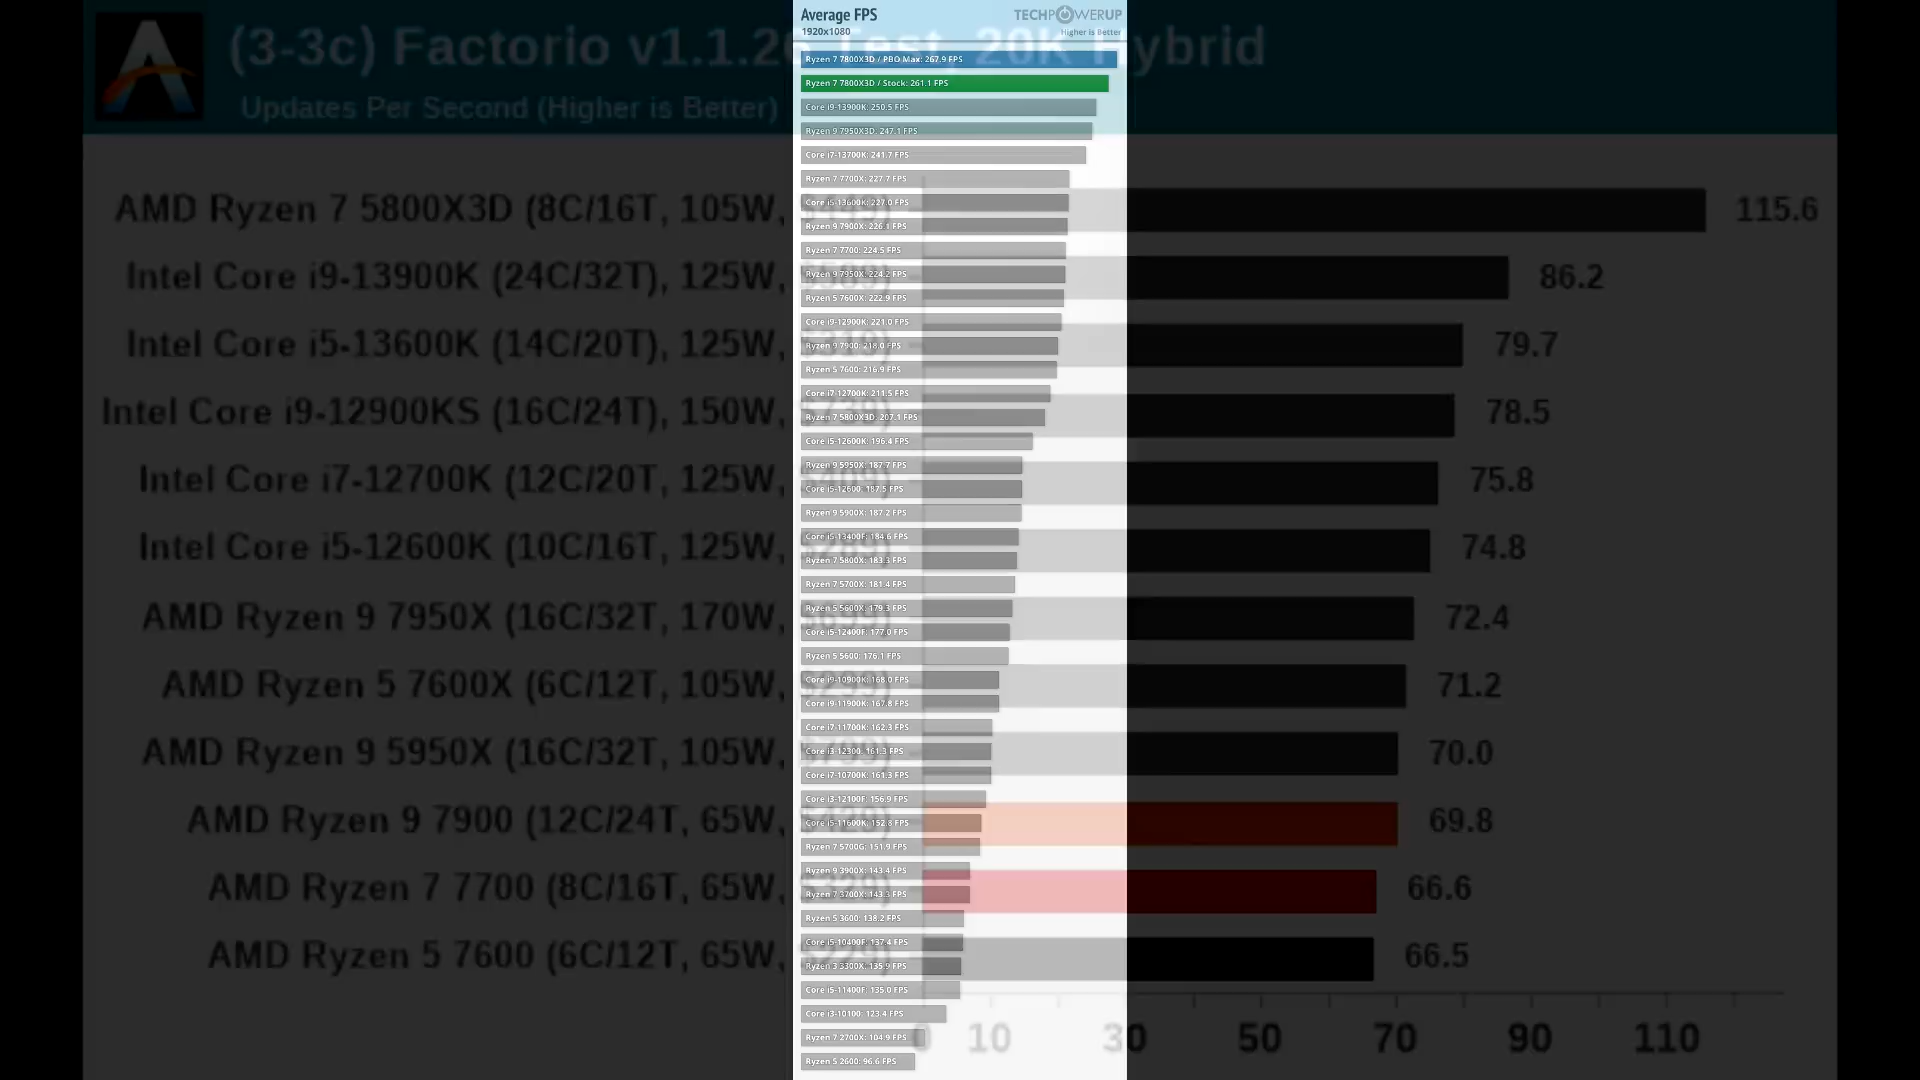 Average FPS
TECHPOWERUP
1920x1080
Higher is Better
Ryzen 7 7800X3D / PBO Max: 267.9 FPS
Ryzen 7 7800X3D / Stock: 261.1 FPS
Core i9-13900K: 250.5 FPS
Ryzen 9 7950X3D: 247.1 FPS
Core i7-13700K: 241.7 FPS
Ryzen 7 7700X: 227.7 FPS
Core i5-13600K: 227.0 FPS
Ryzen 9 7900X: 226.1 FPS
Ryzen 7 7700: 224.5 FPS
Ryzen 9 7950X: 224.2 FPS
Ryzen 5 7600X: 222.9 FPS
Core i9-12900K: 221.0 FPS
Ryzen 9 7900: 218.0 FPS
Ryzen 5 7600: 216.9 FPS
Core i7-12700K: 211.5 FPS
Ryzen 7 5800X3D: 207.1 FPS
Core i5-12600K: 196.4 FPS
Ryzen 9 5950X: 187.7 FPS
Core i5-12600: 187.5 FPS
Ryzen 9 5900X: 187.2 FPS
Core i5-13400F: 184.6 FPS
Ryzen 7 5800X: 183.3 FPS
Ryzen 7 5700X: 181.4 FPS
Ryzen 5 5600X: 179.3 FPS
Core i5-12400F: 177.0 FPS
Ryzen 5 5600: 176.1 FPS
Core i9-10900K: 168.0 FPS
Core i9-11900K: 167.8 FPS
Core i7-11700K: 162.3 FPS
Core i3-12300: 161.3 FPS
Core i7-10700K: 161.3 FPS
Core i3-12100F: 156.9 FPS
Core i5-11600K: 152.8 FPS
Ryzen 7 5700G: 151.9 FPS
Ryzen 9 3900X: 143.4 FPS
Ryzen 7 3700X: 143.3 FPS
Ryzen 5 3600: 138.2 FPS
Core i5-10400F: 137.4 FPS
Ryzen 3 3300X: 135.9 FPS
Core i5-11400F: 135.0 FPS
Core i3-10100: 123.4 FPS
Ryzen 7 2700X: 104.9 FPS
Ryzen 5 2600: 96.6 FPS
(3-3c) Factorio v1.1.26 Test, 20K Hybrid
Updates Per Second (Higher is Better)
AMD Ryzen 7 5800X3D (8C/16T, 105W, 115.6
Intel Core i9-13900K (24C/32T), 125W, $589) 86.2
Intel Core i5-13600K (14C/20T), 125W, $319) 79.7
Intel Core i9-12900KS (16C/24T), 150W, $739) 78.5
Intel Core i7-12700K (12C/20T, 125W, $409) 75.8
Intel Core i5-12600K (10C/16T, 125W, $289) 74.8
AMD Ryzen 9 7950X (16C/32T, 170W, $699) 72.4
AMD Ryzen 5 7600X (6C/12T, 105W, $299) 71.2
AMD Ryzen 9 5950X (16C/32T, 105W, $799) 70.0
AMD Ryzen 9 7900 (12C/24T, 65W, $429) 69.8
AMD Ryzen 7 7700 (8C/16T, 65W, $329) 66.6
AMD Ryzen 5 7600 (6C/12T, 65W, $229) 66.5
0 10 30 50 70 90 110